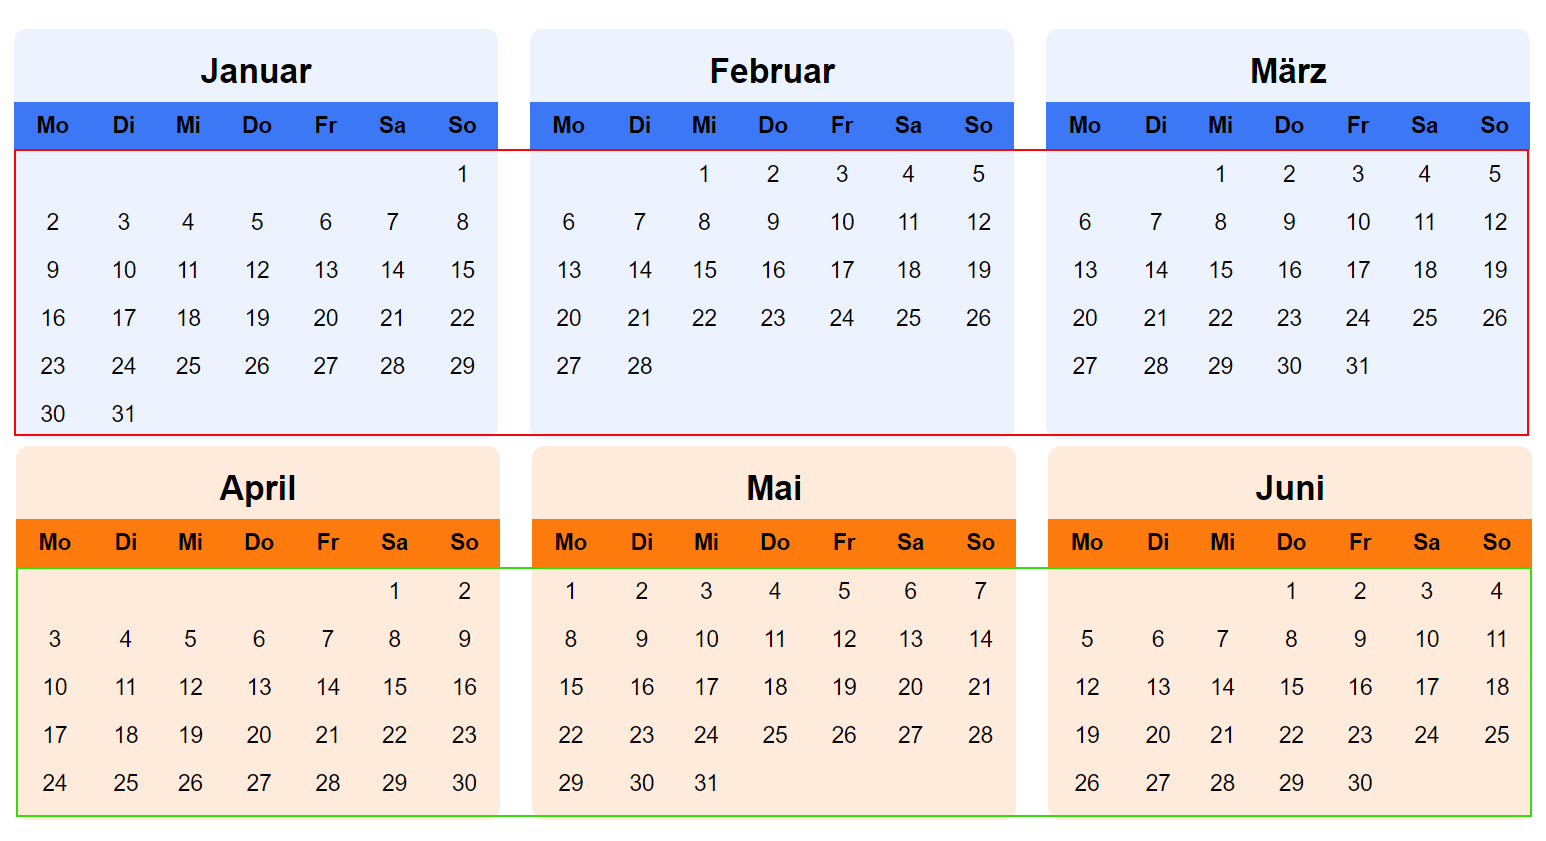 Januar Februar März
Mo Di Mi Do Fr Sa So Mo Di Mi Do Fr Sa So Mo Di Mi Do Fr Sa So
1 1 2 3 4 5 1 2 3 4 5
2 3 4 5 6 7 8 6 7 8 9 10 11 12 6 7 8 9 10 11 12
9 10 11 12 13 14 15 13 14 15 16 17 18 19 13 14 15 16 17 18 19
16 17 18 19 20 21 22 20 21 22 23 24 25 26 20 21 22 23 24 25 26
23 24 25 26 27 28 29 27 28 27 28 29 30 31
30 31
April Mai Juni
Mo Di Mi Do Fr Sa So Mo Di Mi Do Fr Sa So Mo Di Mi Do Fr Sa So
1 2 1 2 3 4 5 6 7 1 2 3 4
3 4 5 6 7 8 9 8 9 10 11 12 13 14 5 6 7 8 9 10 11
10 11 12 13 14 15 16 15 16 17 18 19 20 21 12 13 14 15 16 17 18
17 18 19 20 21 22 23 22 23 24 25 26 27 28 19 20 21 22 23 24 25
24 25 26 27 28 29 30 29 30 31 26 27 28 29 30